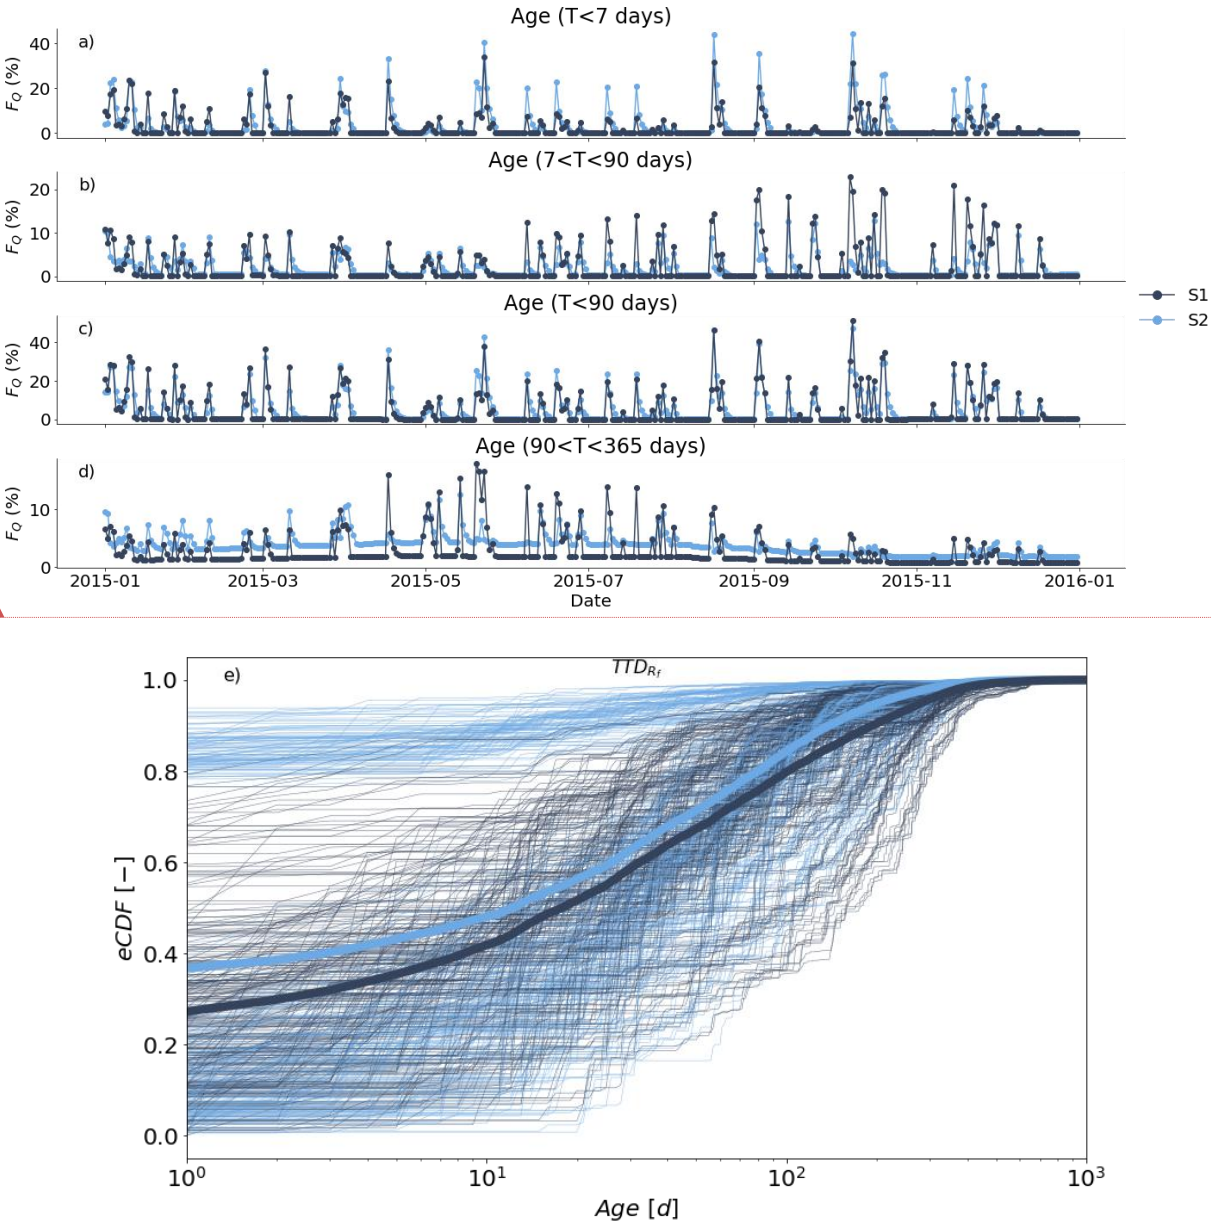 Age (T<7 days)
a)
F_Q (%)
40
20
0
Age (7<T<90 days)
b)
F_Q (%)
20
10
0
S1
S2
Age (T<90 days)
c)
F_Q (%)
40
20
0
Age (90<T<365 days)
d)
F_Q (%)
10
0
2015-01 2015-03 2015-05 2015-07 2015-09 2015-11 2016-01
Date
e)
TTD_{R_f}
eCDF [−]
1.0
0.8
0.6
0.4
0.2
0.0
10^0 10^1 10^2 10^3
Age [d]